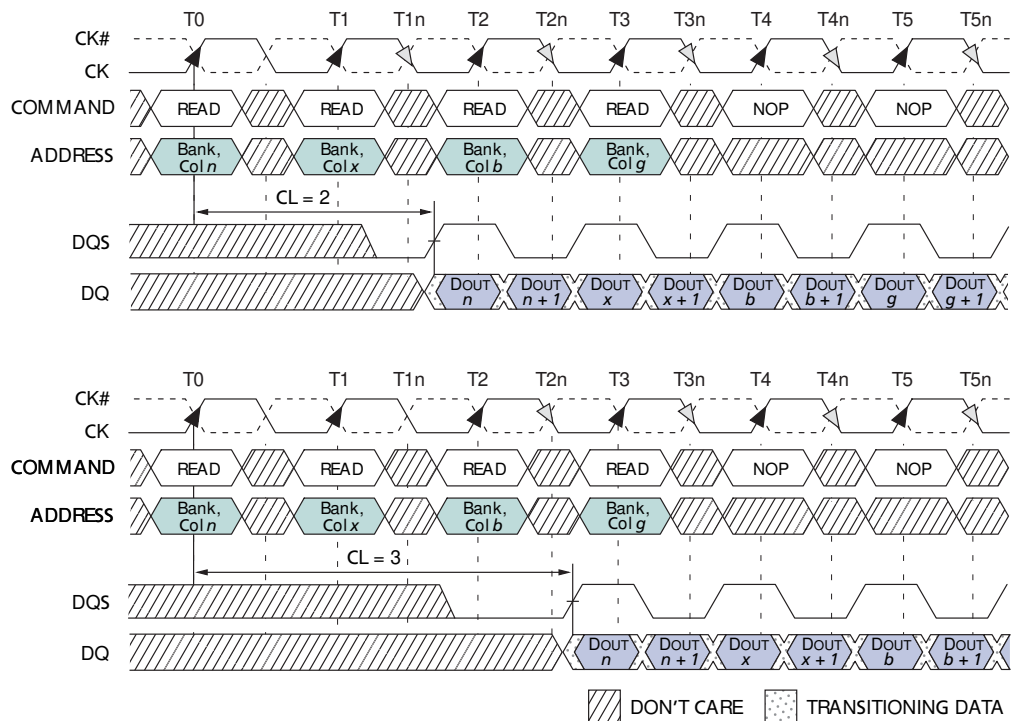 T0 T1 T1n T2 T2n T3 T3n T4 T4n T5 T5n
CK#
CK
COMMAND READ READ READ READ NOP NOP
ADDRESS Bank, Col n Bank, Col x Bank, Col b Bank, Col g
CL = 2
DQS
DQ DOUT n DOUT n + 1 DOUT x DOUT x + 1 DOUT b DOUT b + 1 DOUT g DOUT g + 1
T0 T1 T1n T2 T2n T3 T3n T4 T4n T5 T5n
CK#
CK
COMMAND READ READ READ READ NOP NOP
ADDRESS Bank, Col n Bank, Col x Bank, Col b Bank, Col g
CL = 3
DQS
DQ DOUT n DOUT n + 1 DOUT x DOUT x + 1 DOUT b DOUT b + 1
DON'T CARE TRANSITIONING DATA